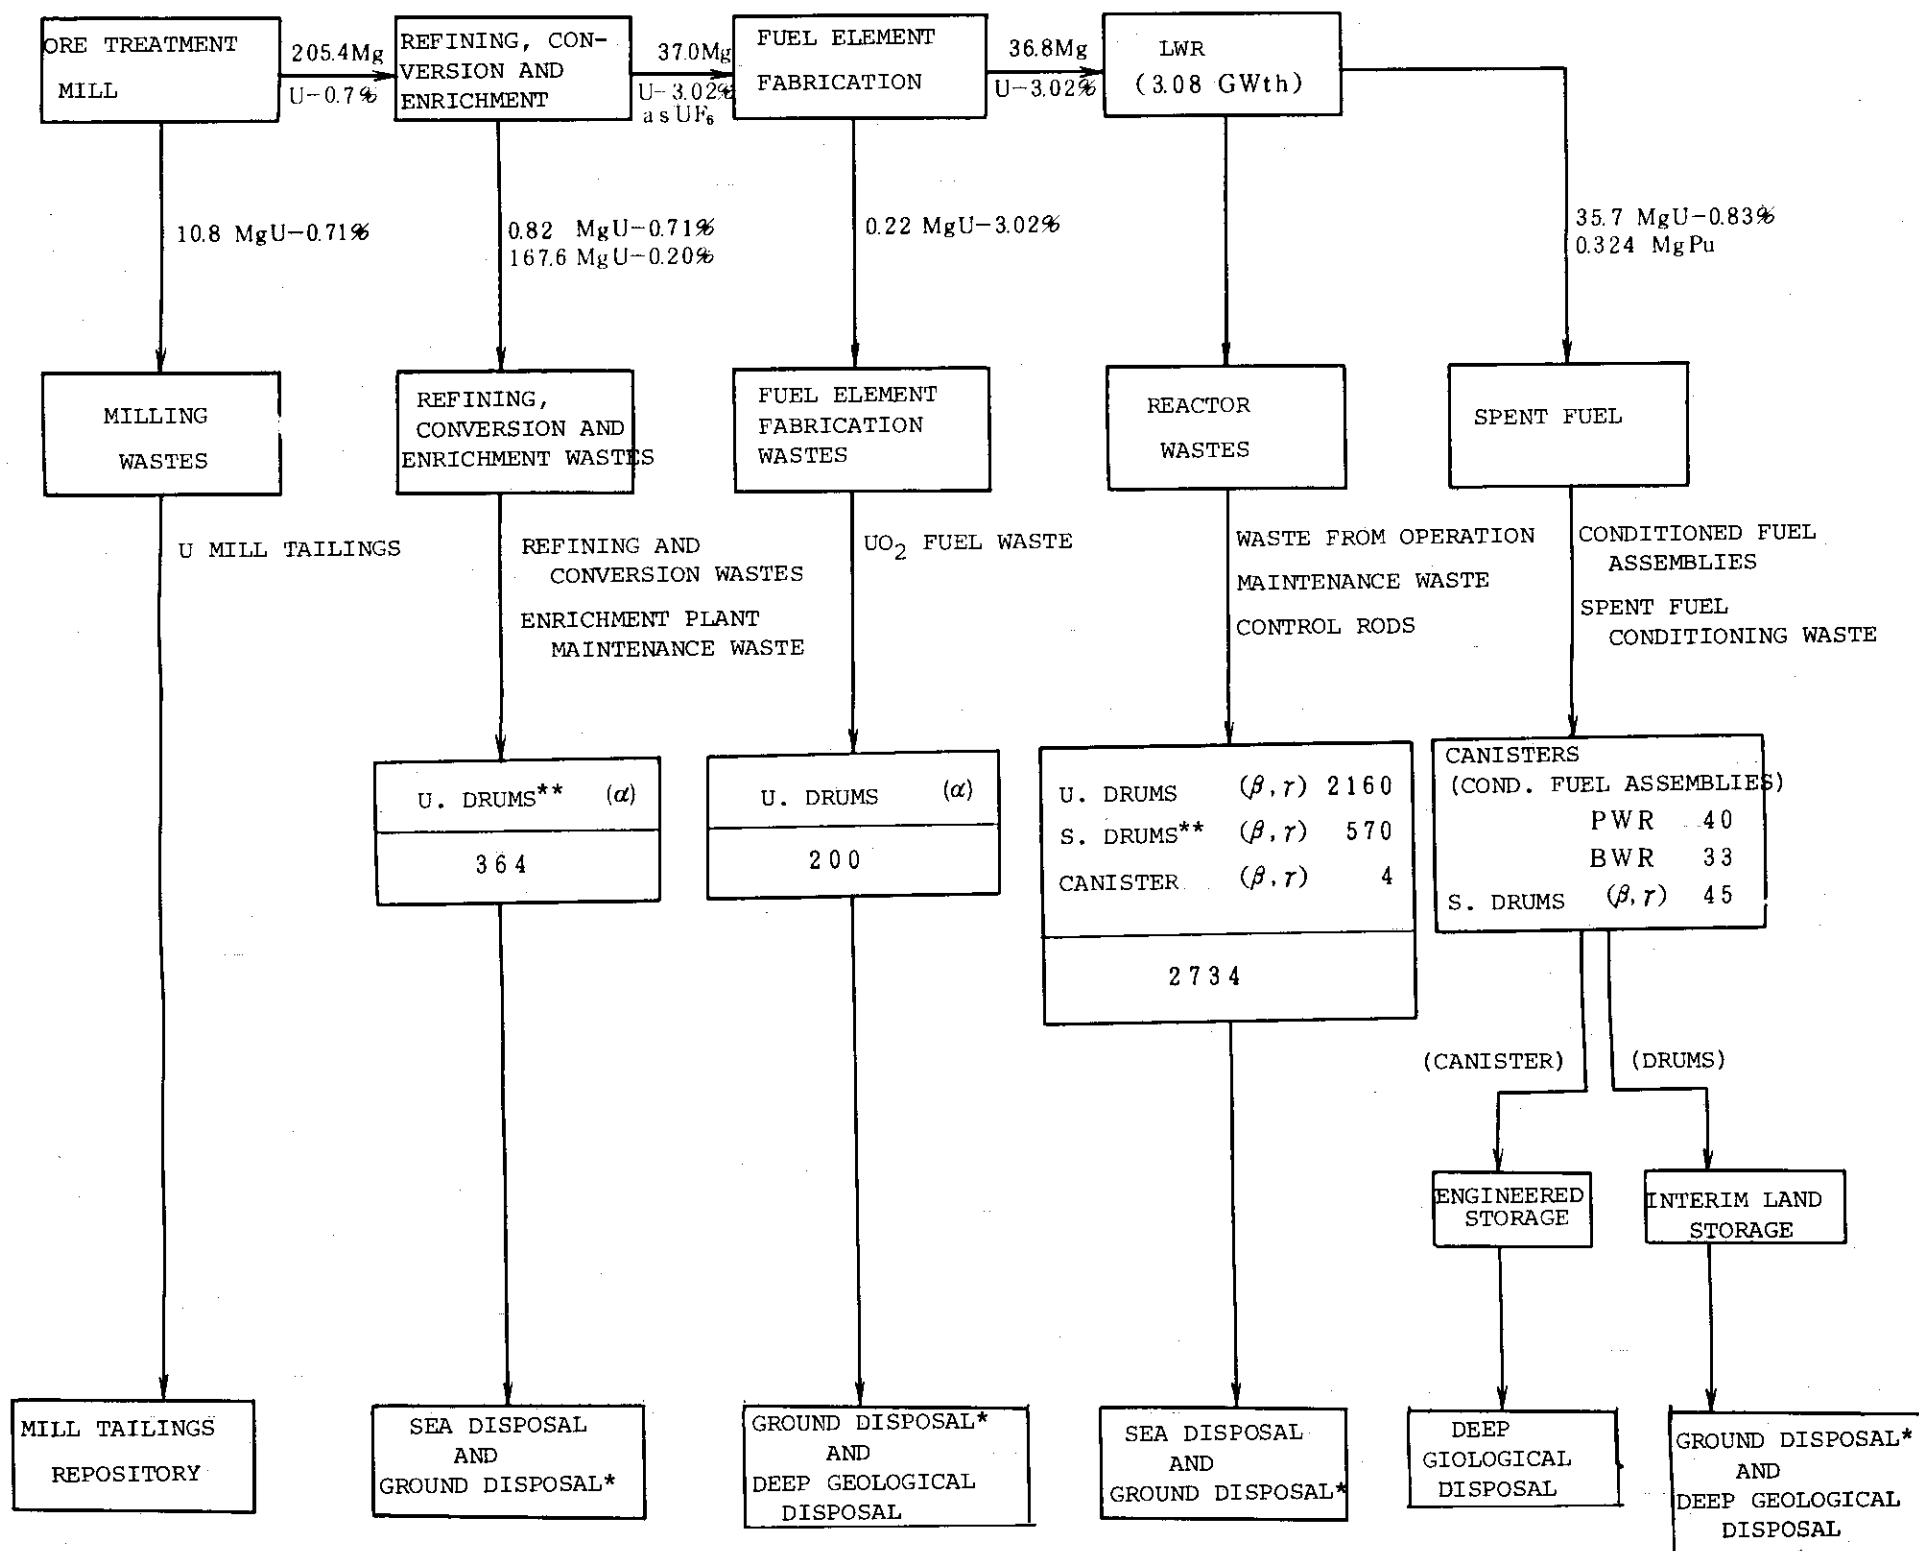 ORE TREATMENT
MILL
205.4Mg
U-0.7%
REFINING, CON-
VERSION AND
ENRICHMENT
37.0Mg
U-3.02%
as UF₆
FUEL ELEMENT
FABRICATION
36.8Mg
U-3.02%
LWR
(3.08 GWth)
10.8 MgU-0.71%
0.82 MgU-0.71%
167.6 MgU-0.20%
0.22 MgU-3.02%
35.7 MgU-0.83%
0.324 MgPu
MILLING
WASTES
REFINING,
CONVERSION AND
ENRICHMENT WASTES
FUEL ELEMENT
FABRICATION
WASTES
REACTOR
WASTES
SPENT FUEL
U MILL TAILINGS
REFINING AND
CONVERSION WASTES
ENRICHMENT PLANT
MAINTENANCE WASTE
UO₂ FUEL WASTE
WASTE FROM OPERATION
MAINTENANCE WASTE
CONTROL RODS
CONDITIONED FUEL
ASSEMBLIES
SPENT FUEL
CONDITIONING WASTE
U. DRUMS** (α)
364
U. DRUMS (α)
200
U. DRUMS (β,γ) 2160
S. DRUMS** (β,γ) 570
CANISTER (β,γ) 4
2734
CANISTERS
(COND. FUEL ASSEMBLIES)
PWR 40
BWR 33
S. DRUMS (β,γ) 45
(CANISTER)
(DRUMS)
ENGINEERED
STORAGE
INTERIM LAND
STORAGE
MILL TAILINGS
REPOSITORY
SEA DISPOSAL
AND
GROUND DISPOSAL*
GROUND DISPOSAL*
AND
DEEP GEOLOGICAL
DISPOSAL
SEA DISPOSAL
AND
GROUND DISPOSAL*
DEEP
GIOLOGICAL
DISPOSAL
GROUND DISPOSAL*
AND
DEEP GEOLOGICAL
DISPOSAL